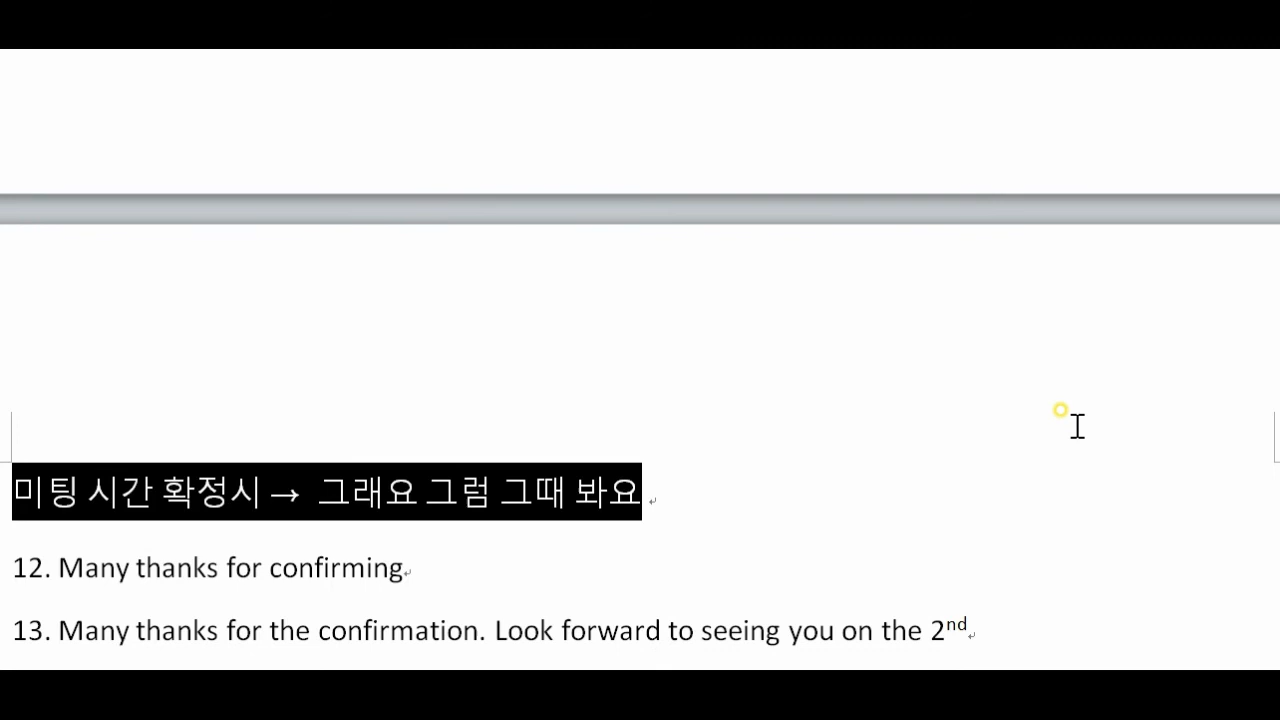 미팅 시간 확정시 → 그래요 그럼 그때 봐요
12. Many thanks for confirming
13. Many thanks for the confirmation. Look forward to seeing you on the 2nd